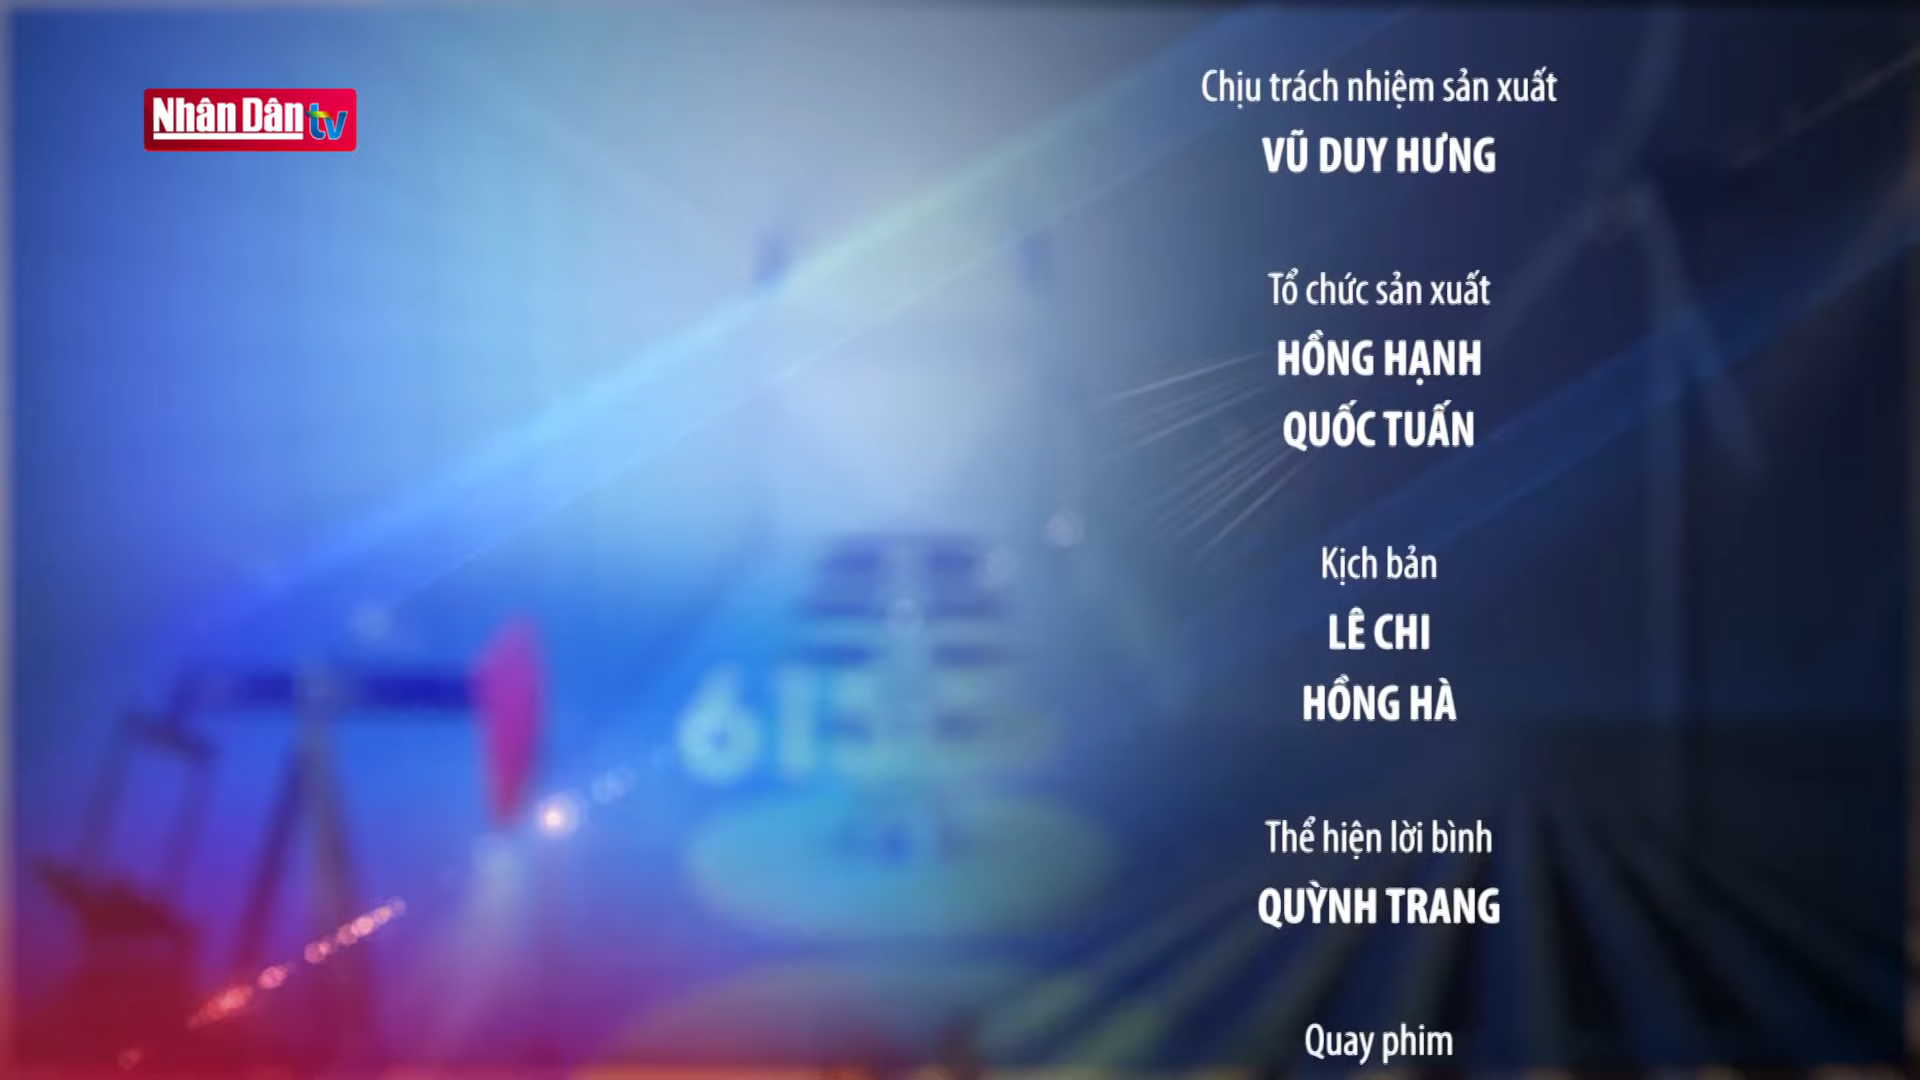 Nhân Dân tv
Chịu trách nhiệm sản xuất
VŨ DUY HƯNG
Tổ chức sản xuất
HỒNG HẠNH
QUỐC TUẤN
Kịch bản
LÊ CHI
HỒNG HÀ
Thể hiện lời bình
QUỲNH TRANG
Quay phim